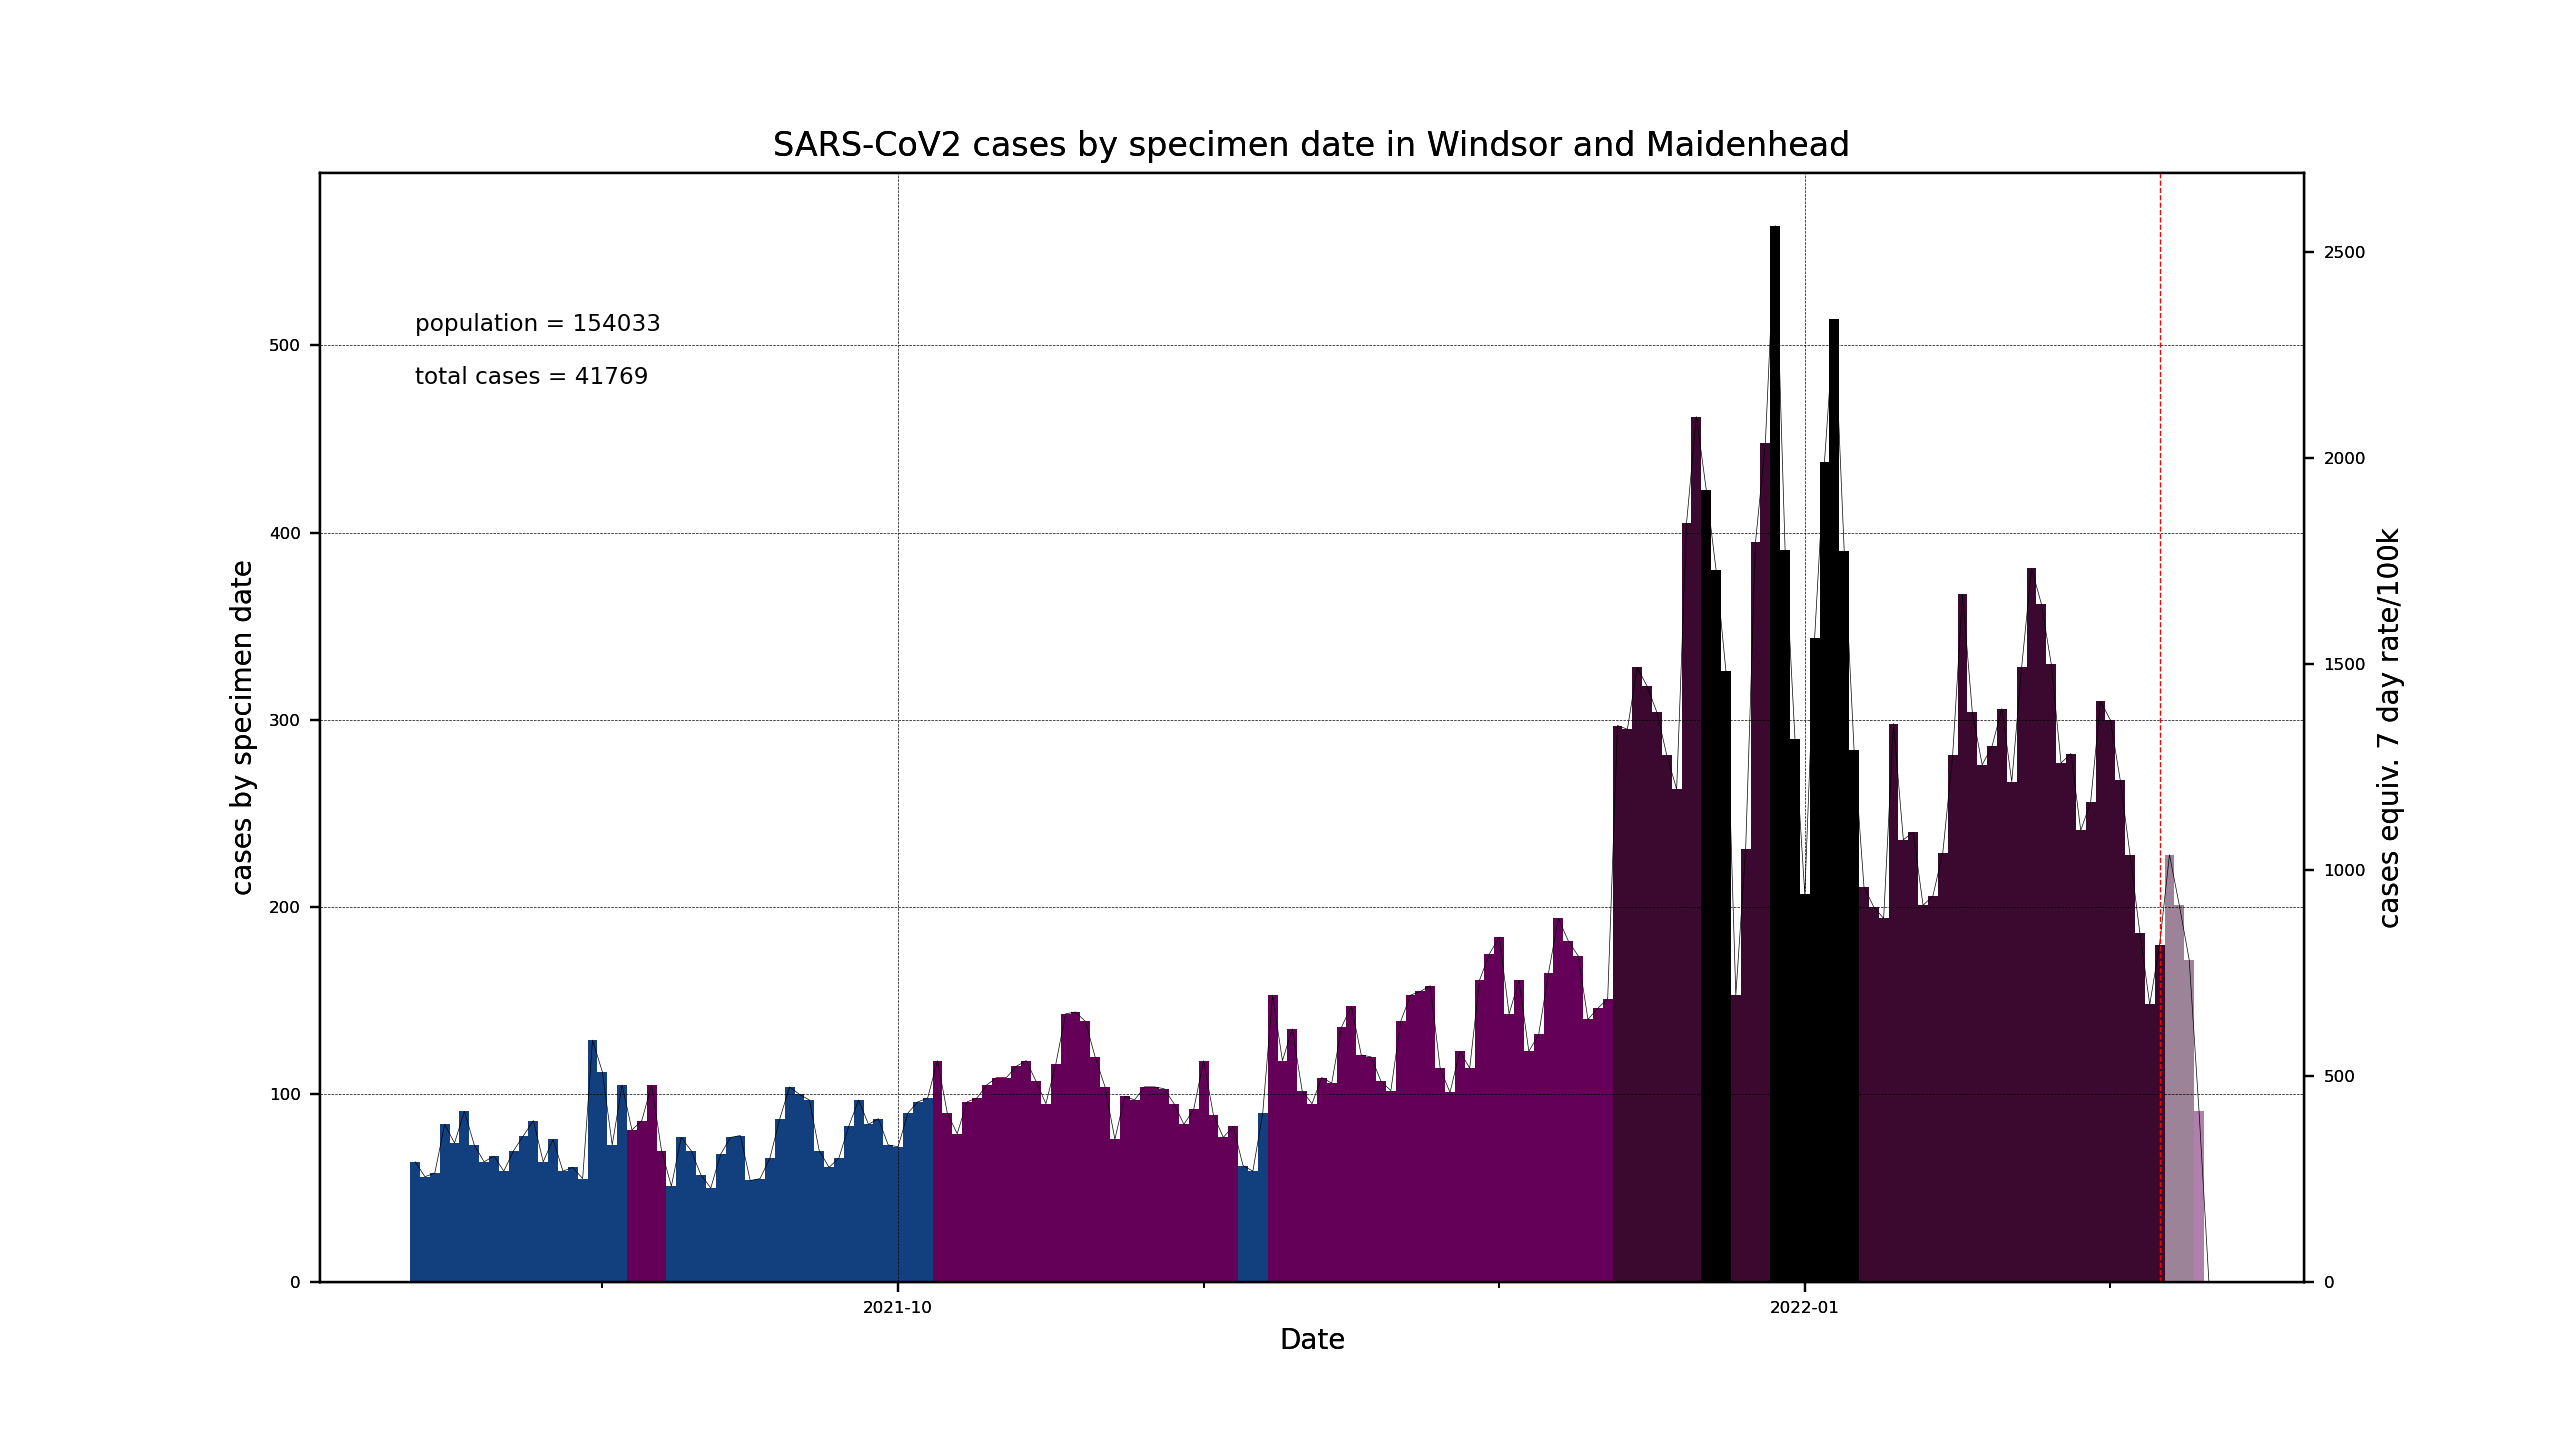 SARS-CoV2 cases by specimen date in Windsor and Maidenhead
population = 154033
total cases = 41769
cases by specimen date
500
400
300
200
100
0
2500
2000
1500
1000
500
0
cases equiv. 7 day rate/100k
2021-10
2022-01
Date